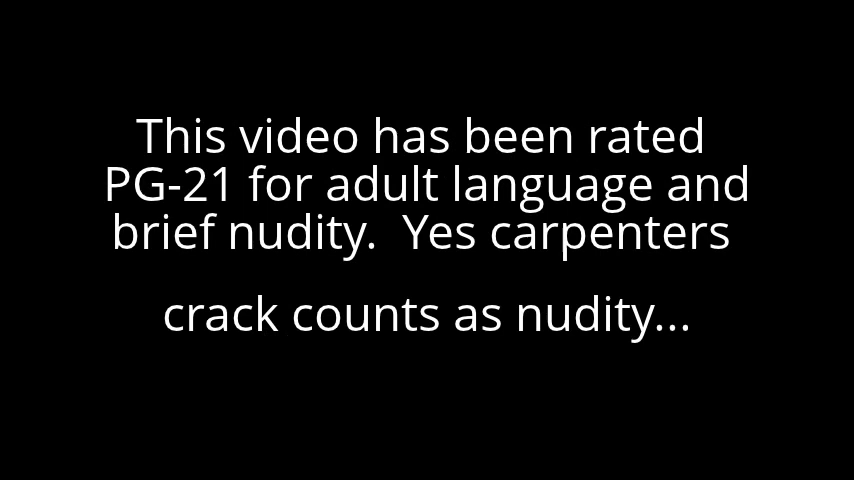 This video has been rated
PG-21 for adult language and
brief nudity.  Yes carpenters
crack counts as nudity...